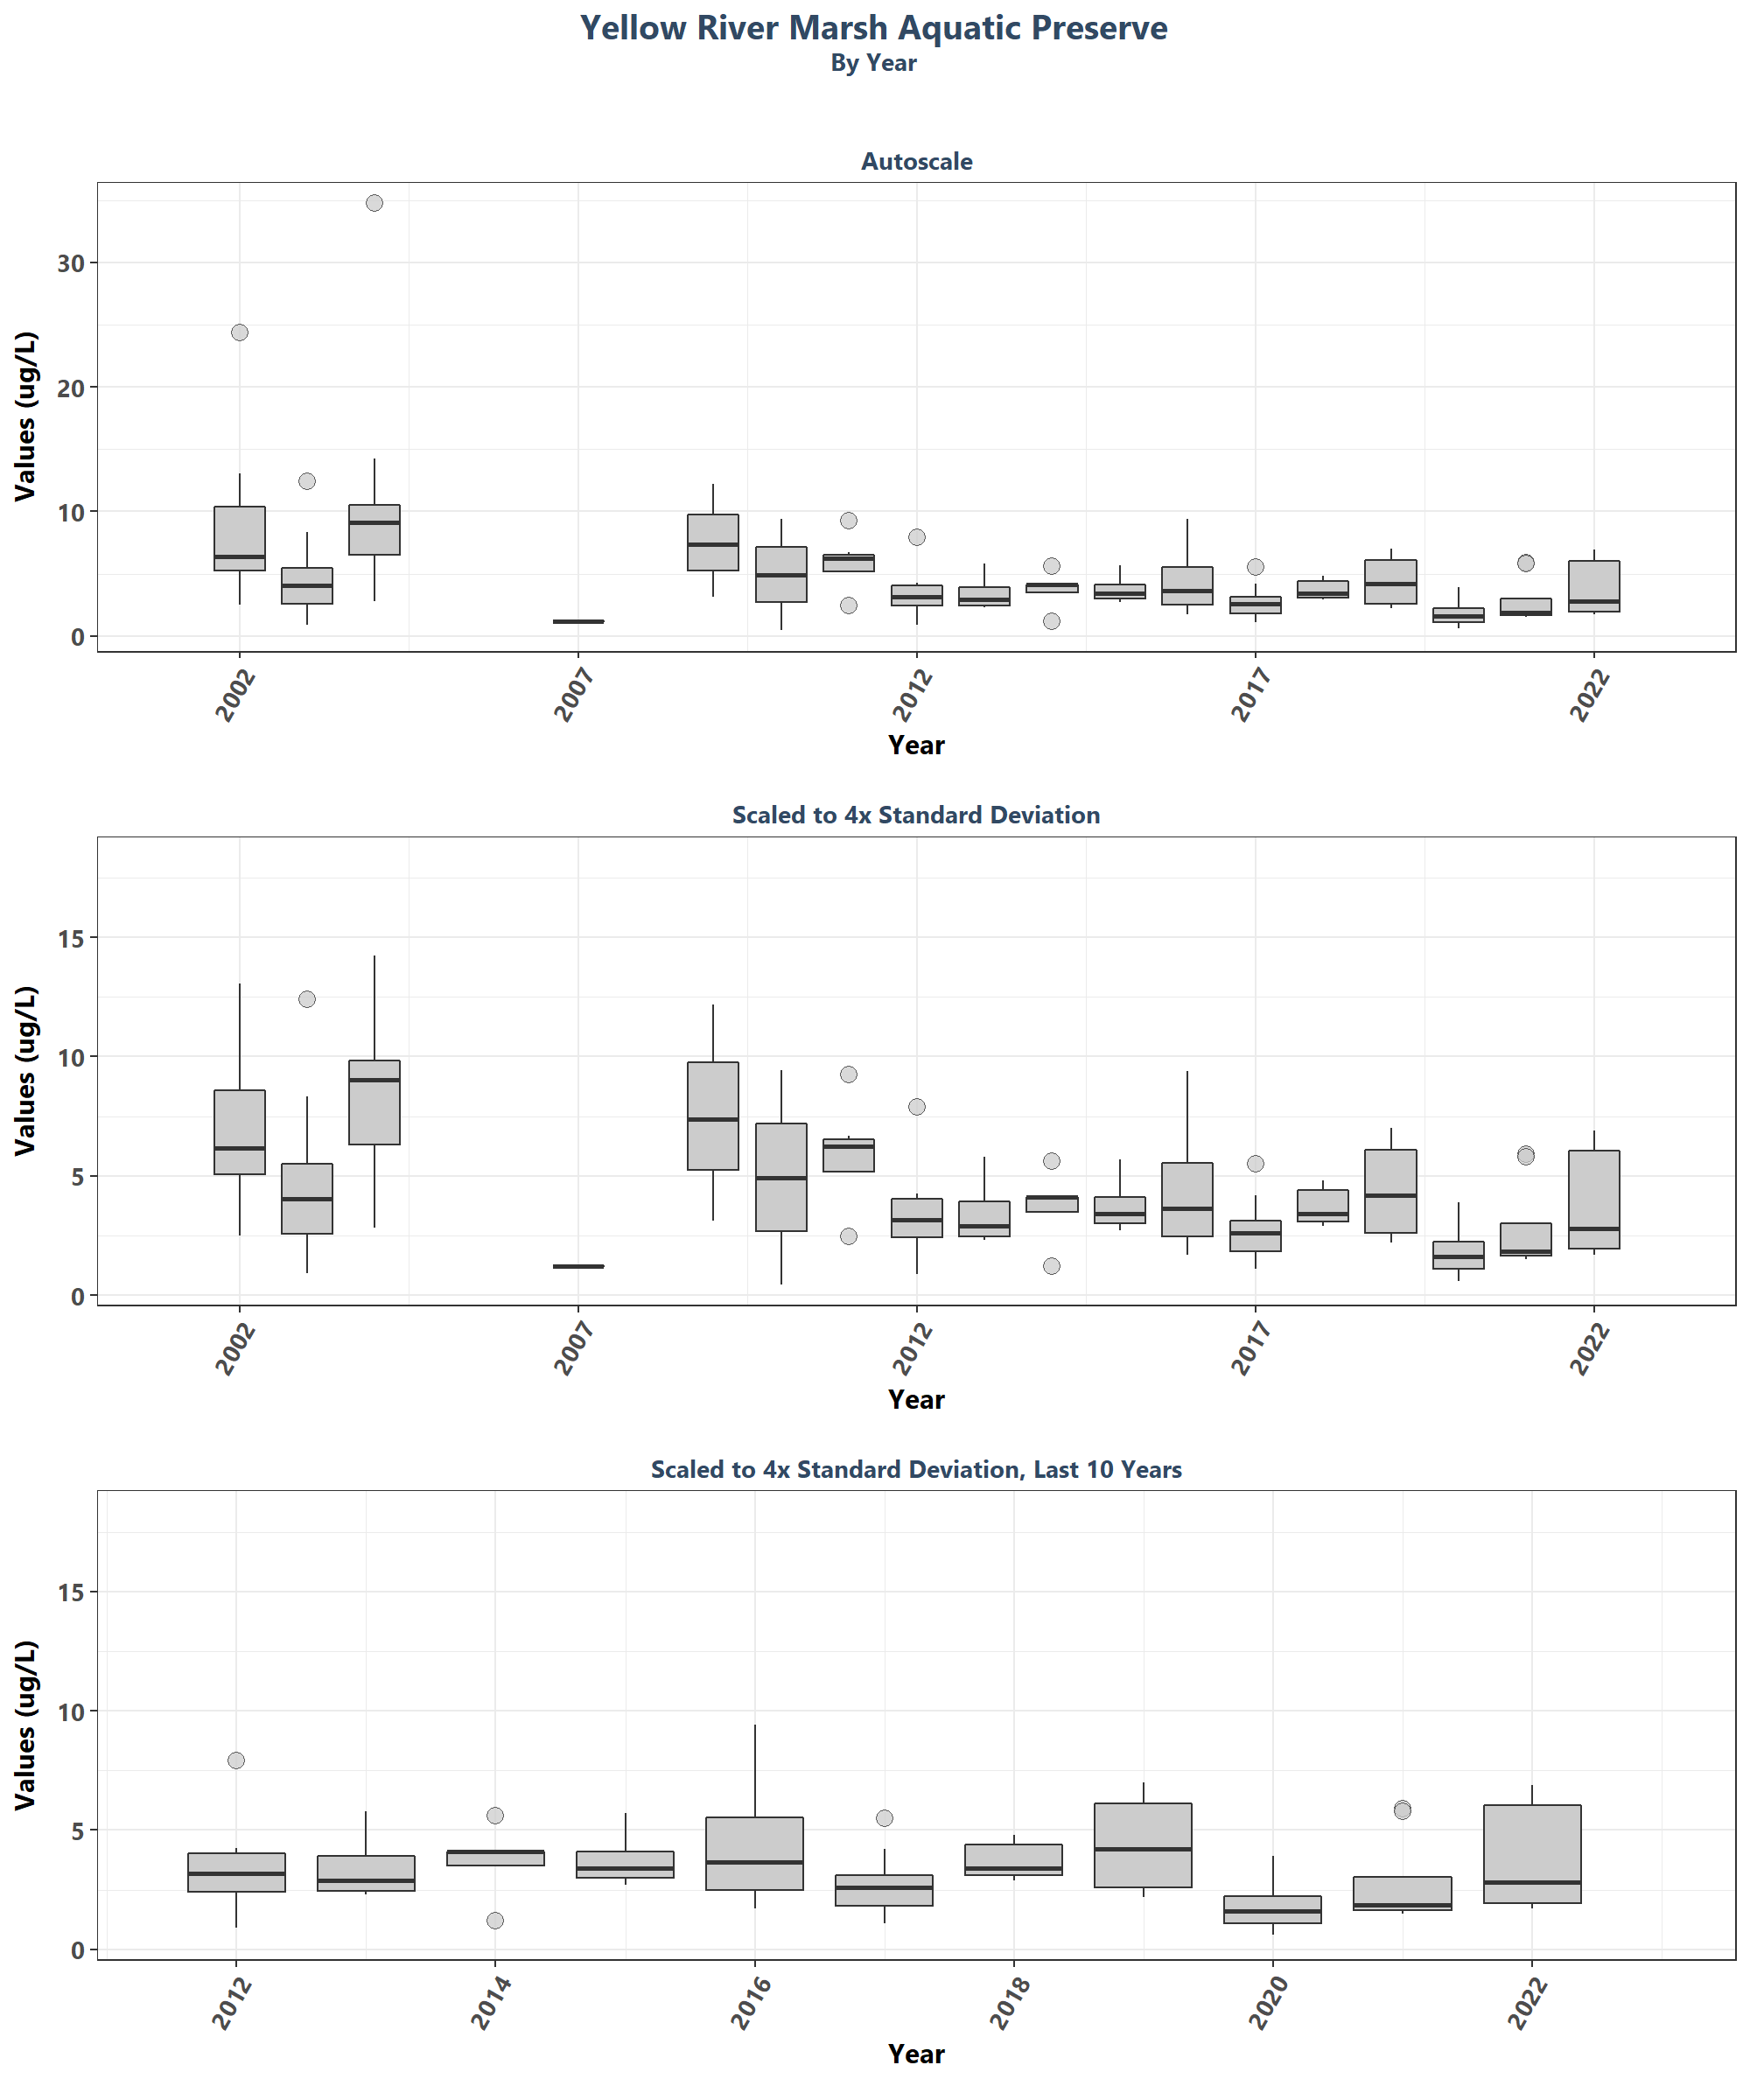 Yellow River Marsh Aquatic Preserve
By Year
Autoscale
Values (ug/L)
30
20
10
0
2002
2007
2012
2017
2022
Year
Scaled to 4x Standard Deviation
Values (ug/L)
15
10
5
0
2002
2007
2012
2017
2022
Year
Scaled to 4x Standard Deviation, Last 10 Years
Values (ug/L)
15
10
5
0
2012
2014
2016
2018
2020
2022
Year